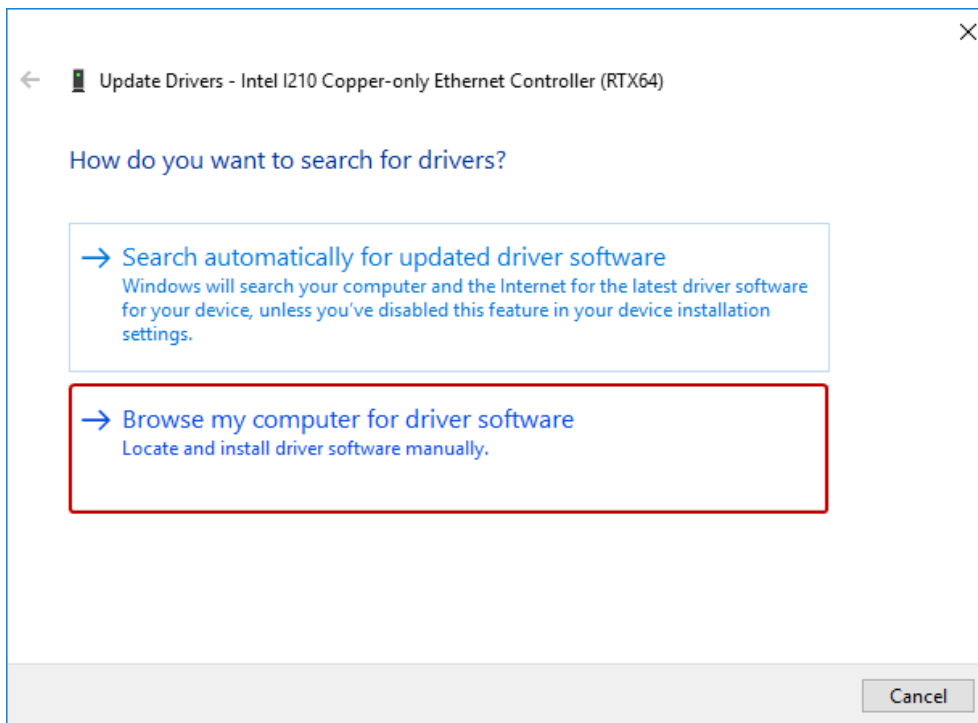 Update Drivers - Intel I210 Copper-only Ethernet Controller (RTX64)
How do you want to search for drivers?
Search automatically for updated driver software
Windows will search your computer and the Internet for the latest driver software
for your device, unless you've disabled this feature in your device installation
settings.
Browse my computer for driver software
Locate and install driver software manually.
Cancel